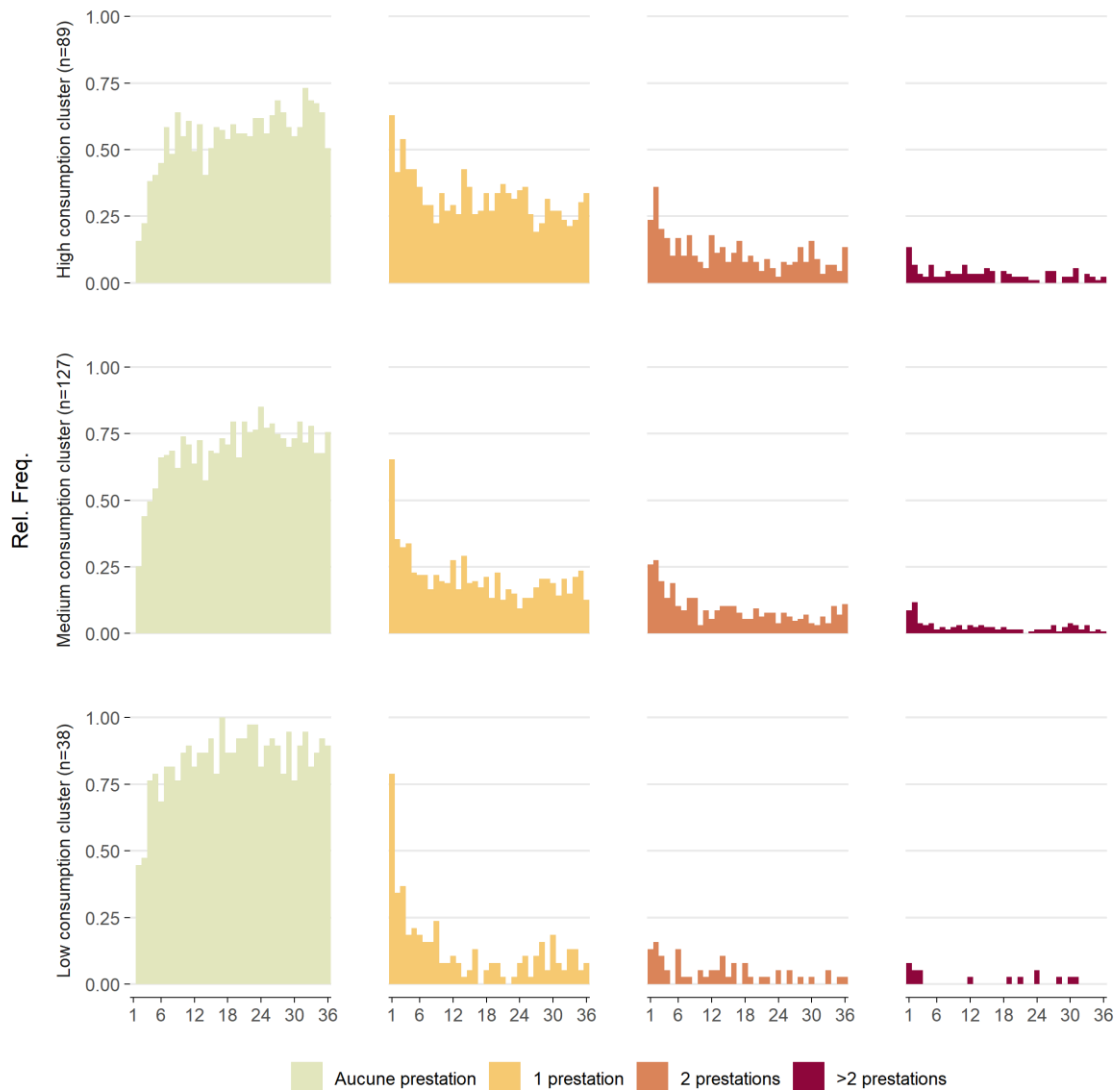 Rel. Freq.
High consumption cluster (n=89)
1.00
0.75
0.50
0.25
0.00
Medium consumption cluster (n=127)
1.00
0.75
0.50
0.25
0.00
Low consumption cluster (n=38)
1.00
0.75
0.50
0.25
0.00
1 6 12 18 24 30 36 1 6 12 18 24 30 36 1 6 12 18 24 30 36 1 6 12 18 24 30 36
Aucune prestation 1 prestation 2 prestations >2 prestations